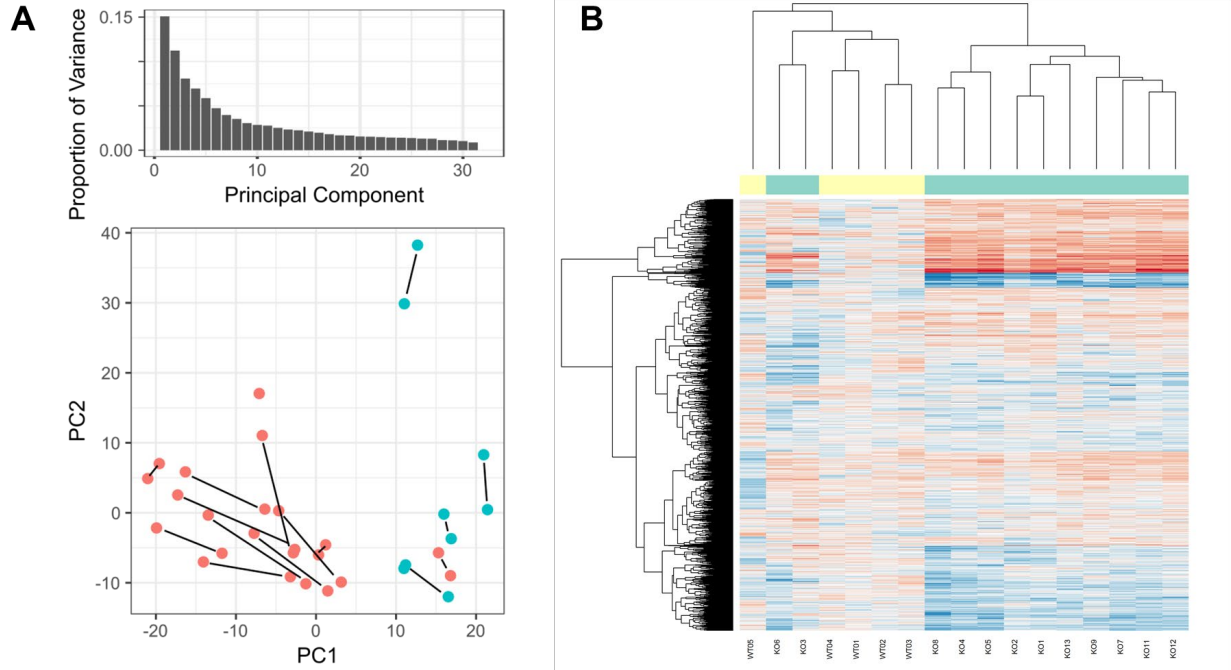 A
B
0.15
0.00
Proportion of Variance
0
10
20
30
Principal Component
40
30
20
10
0
-10
PC2
-20
-10
0
10
20
PC1
WT05
KO6
KO3
WT04
WT01
WT02
WT03
KO8
KO4
KO5
KO2
KO1
KO13
KO9
KO7
KO11
KO12